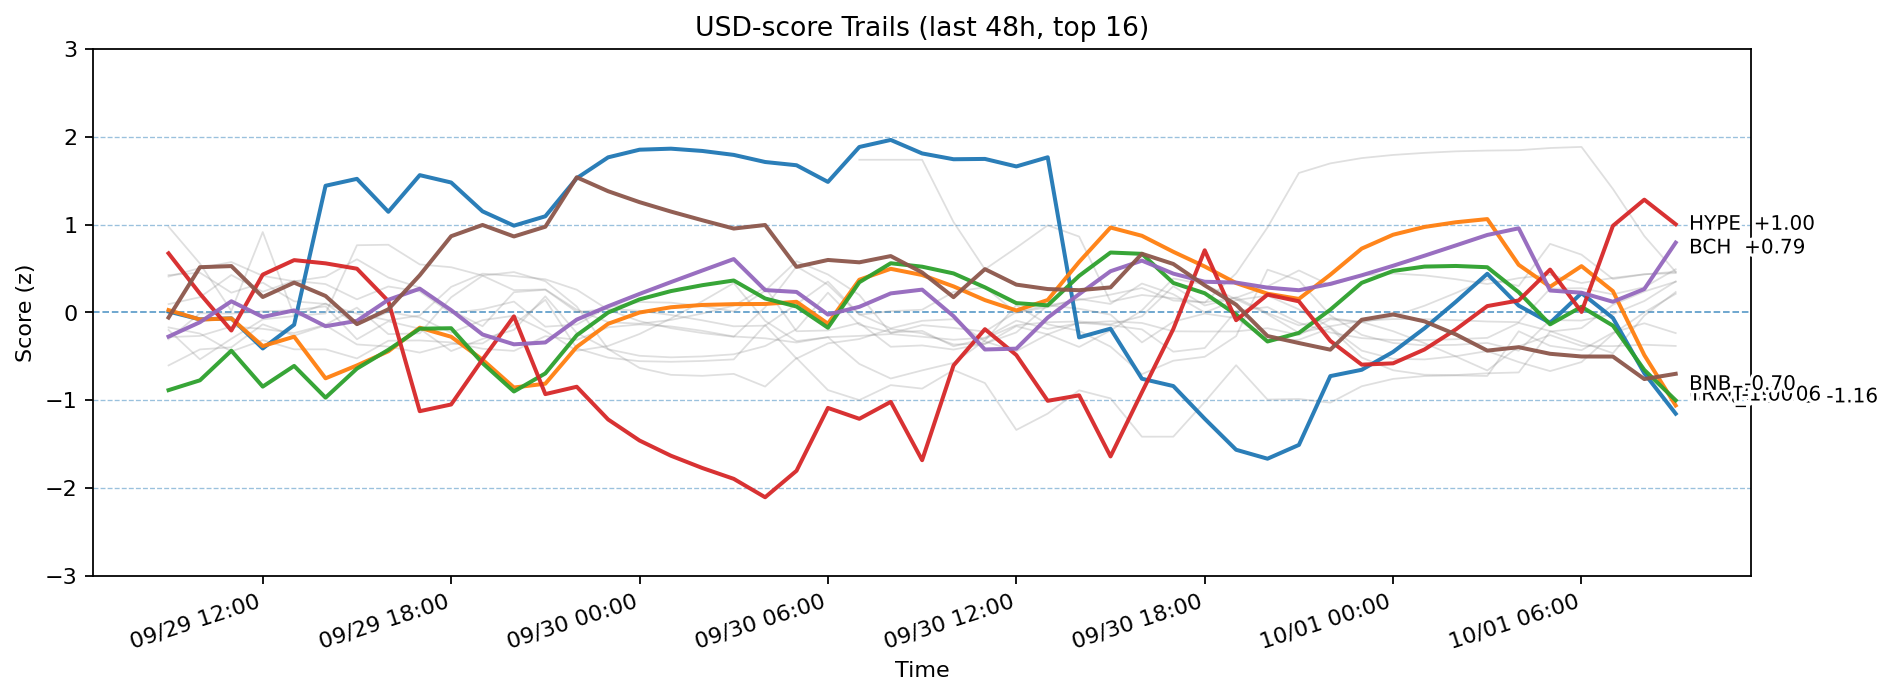 USD-score Trails (last 48h, top 16)
Score (z)
3
2
1
0
−1
−2
−3
HYPE +1.00
BCH +0.79
BNB -0.70
-1.16
09/29 12:00
09/29 18:00
09/30 00:00
09/30 06:00
09/30 12:00
09/30 18:00
10/01 00:00
10/01 06:00
Time